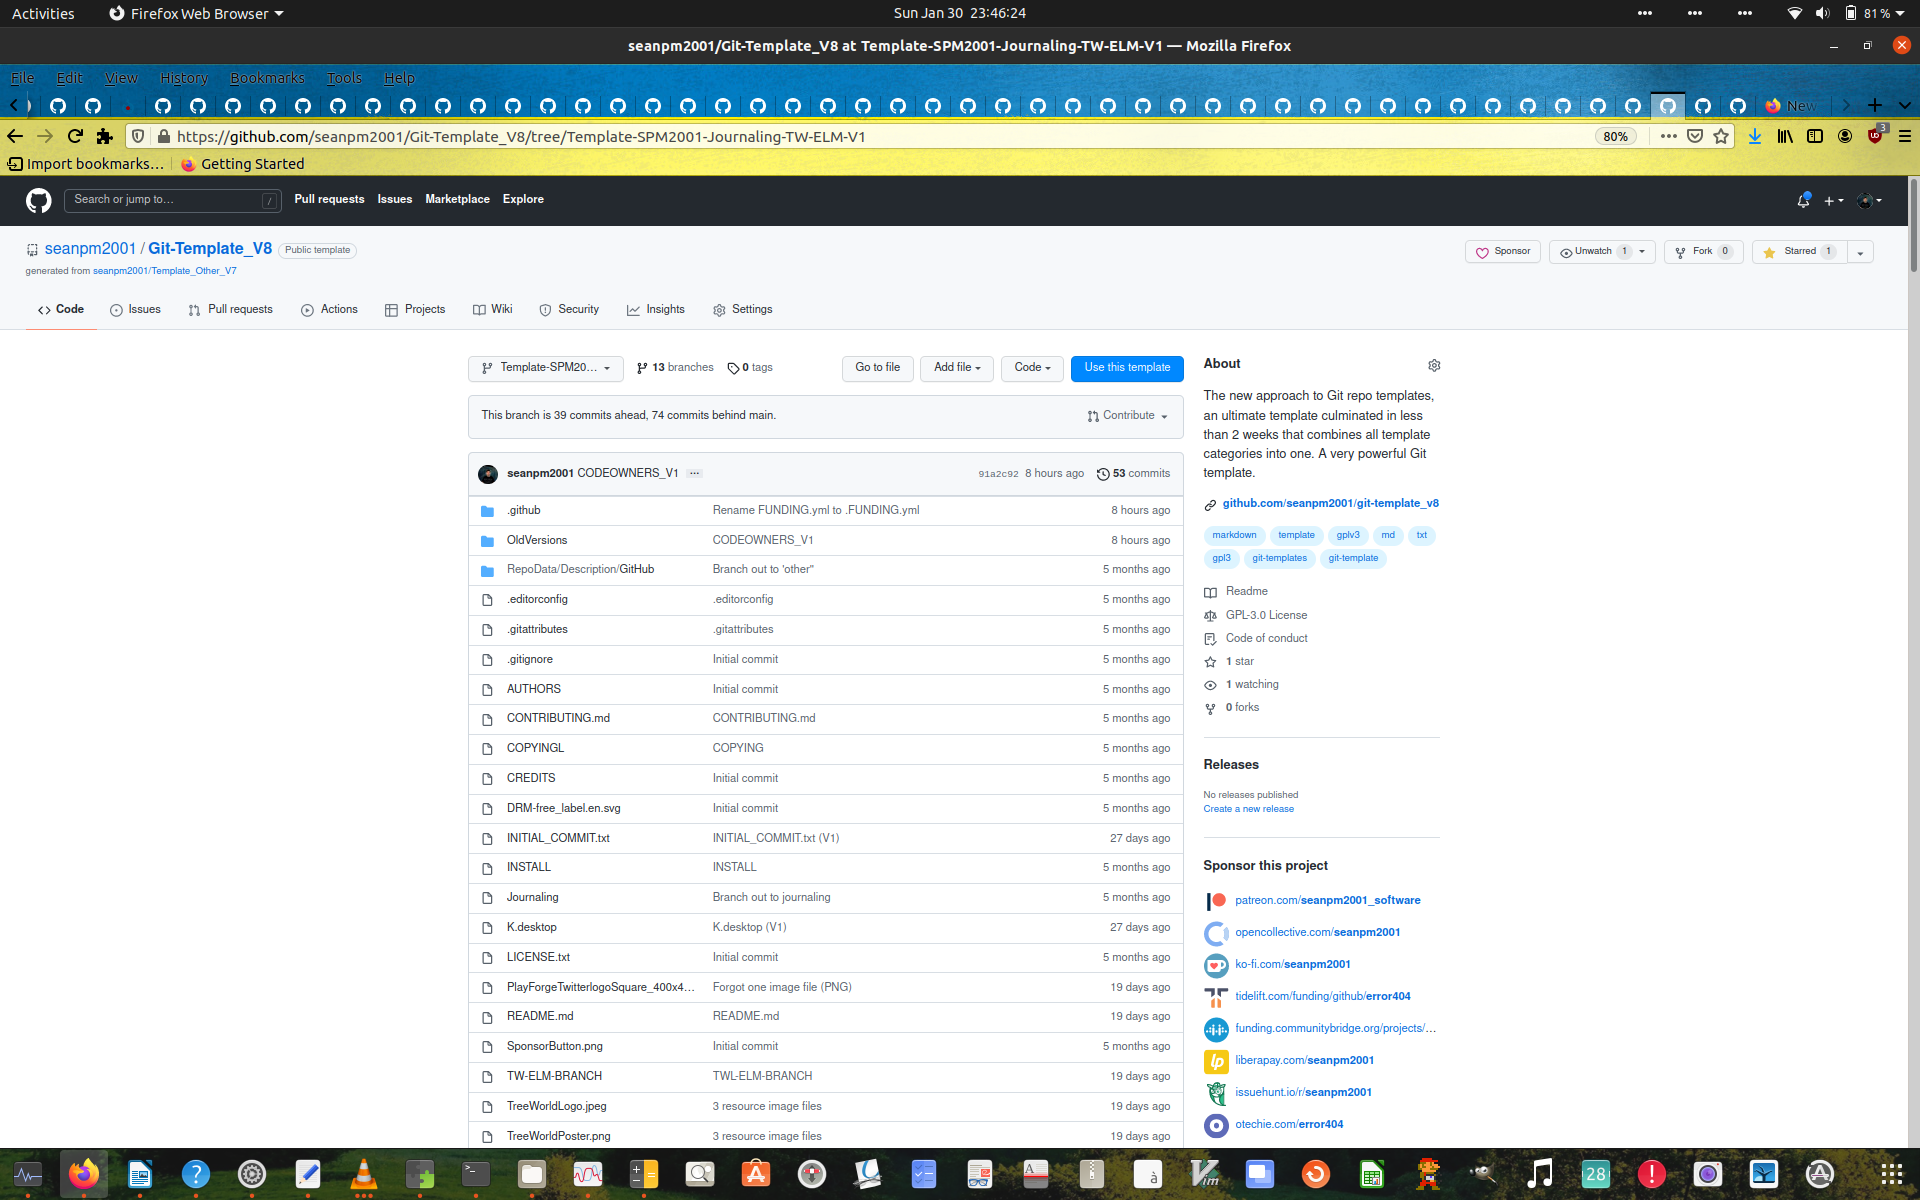 Activities Firefox Web Browser Sun Jan 30 23:46:24 81 %
seanpm2001/Git-Template_V8 at Template-SPM2001-Journaling-TW-ELM-V1 — Mozilla Firefox
File Edit View History Bookmarks Tools Help
New
https://github.com/seanpm2001/Git-Template_V8/tree/Template-SPM2001-Journaling-TW-ELM-V1 80% 3
Import bookmarks… Getting Started
Search or jump to… / Pull requests Issues Marketplace Explore
seanpm2001 / Git-Template_V8 Public template Sponsor Unwatch 1 Fork 0 Starred 1
generated from seanpm2001/Template_Other_V7
Code Issues Pull requests Actions Projects Wiki Security Insights Settings
Template-SPM20… 13 branches 0 tags Go to file Add file Code Use this template
This branch is 39 commits ahead, 74 commits behind main. Contribute
seanpm2001 CODEOWNERS_V1 … 91a2c92 8 hours ago 53 commits
.github Rename FUNDING.yml to .FUNDING.yml 8 hours ago
OldVersions CODEOWNERS_V1 8 hours ago
RepoData/Description/GitHub Branch out to 'other" 5 months ago
.editorconfig .editorconfig 5 months ago
.gitattributes .gitattributes 5 months ago
.gitignore Initial commit 5 months ago
AUTHORS Initial commit 5 months ago
CONTRIBUTING.md CONTRIBUTING.md 5 months ago
COPYINGL COPYING 5 months ago
CREDITS Initial commit 5 months ago
DRM-free_label.en.svg Initial commit 5 months ago
INITIAL_COMMIT.txt INITIAL_COMMIT.txt (V1) 27 days ago
INSTALL INSTALL 5 months ago
Journaling Branch out to journaling 5 months ago
K.desktop K.desktop (V1) 27 days ago
LICENSE.txt Initial commit 5 months ago
PlayForgeTwitterlogoSquare_400x4… Forgot one image file (PNG) 19 days ago
README.md README.md 19 days ago
SponsorButton.png Initial commit 5 months ago
TW-ELM-BRANCH TWL-ELM-BRANCH 19 days ago
TreeWorldLogo.jpeg 3 resource image files 19 days ago
TreeWorldPoster.png 3 resource image files 19 days ago
About
The new approach to Git repo templates,
an ultimate template culminated in less
than 2 weeks that combines all template
categories into one. A very powerful Git
template.
github.com/seanpm2001/git-template_v8
markdown template gplv3 md txt
gpl3 git-templates git-template
Readme
GPL-3.0 License
Code of conduct
1 star
1 watching
0 forks
Releases
No releases published
Create a new release
Sponsor this project
patreon.com/seanpm2001_software
opencollective.com/seanpm2001
ko-fi.com/seanpm2001
tidelift.com/funding/github/error404
funding.communitybridge.org/projects/…
liberapay.com/seanpm2001
issuehunt.io/r/seanpm2001
otechie.com/error404
28